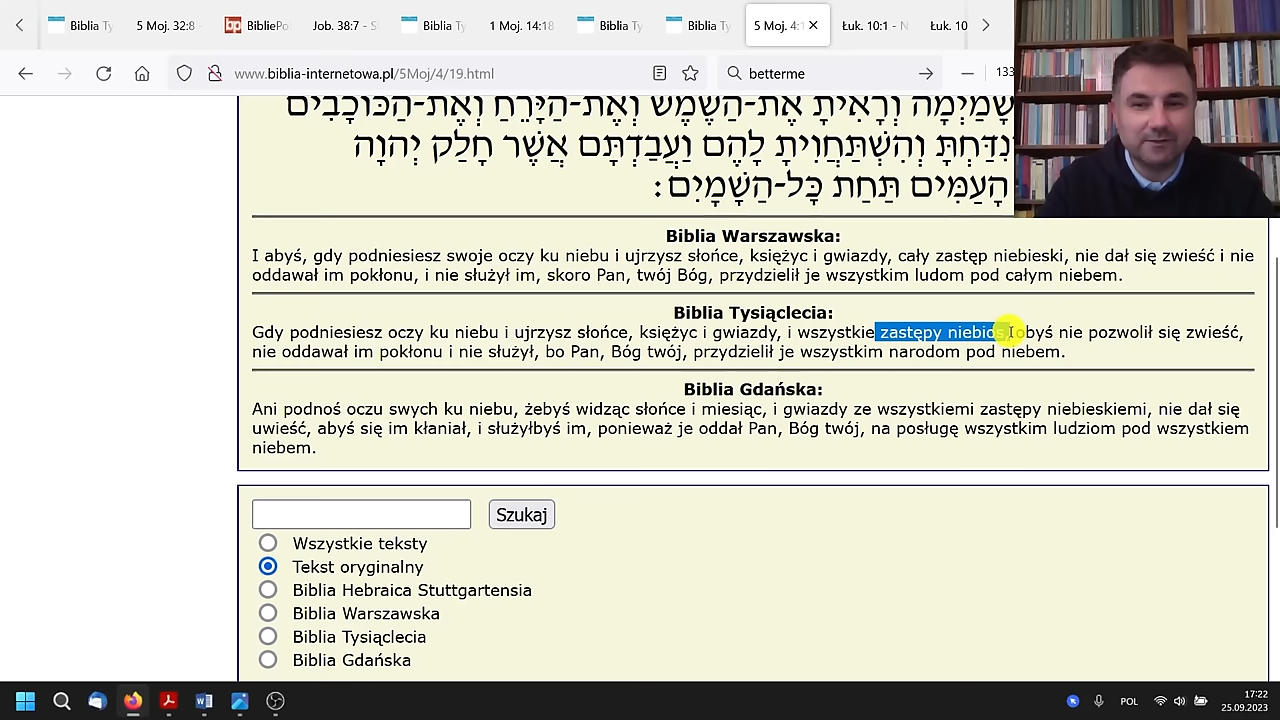 Biblia Ty
5 Moj. 32:8
BibliePo
Job. 38:7 - S
Biblia Ty
1 Moj. 14:18
Biblia Ty
Biblia Ty
5 Moj. 4:1
Łuk. 10:1 - N
Łuk. 10
www.biblia-internetowa.pl/5Moj/4/19.html
betterme
133
שָׁמַיְמָה וְרָאִיתָ אֶת־הַשֶּׁמֶשׁ וְאֶת־הַיָּרֵחַ וְאֶת־הַכּוֹכָבִים
נִדַּחְתָּ וְהִשְׁתַּחֲוִיתָ לָהֶם וַעֲבַדְתָּם אֲשֶׁר חָלַק יְהוָה
הָעַמִּים תַּחַת כָּל־הַשָּׁמָיִם׃
Biblia Warszawska:
I abyś, gdy podniesiesz swoje oczy ku niebu i ujrzysz słońce, księżyc i gwiazdy, cały zastęp niebieski, nie dał się zwieść i nie
oddawał im pokłonu, i nie służył im, skoro Pan, twój Bóg, przydzielił je wszystkim ludom pod całym niebem.
Biblia Tysiąclecia:
Gdy podniesiesz oczy ku niebu i ujrzysz słońce, księżyc i gwiazdy, i wszystkie zastępy niebios, obyś nie pozwolił się zwieść,
nie oddawał im pokłonu i nie służył, bo Pan, Bóg twój, przydzielił je wszystkim narodom pod niebem.
Biblia Gdańska:
Ani podnoś oczu swych ku niebu, żebyś widząc słońce i miesiąc, i gwiazdy ze wszystkiemi zastępy niebieskiemi, nie dał się
uwieść, abyś się im kłaniał, i służyłbyś im, ponieważ je oddał Pan, Bóg twój, na posługę wszystkim ludziom pod wszystkiem
niebem.
Szukaj
Wszystkie teksty
Tekst oryginalny
Biblia Hebraica Stuttgartensia
Biblia Warszawska
Biblia Tysiąclecia
Biblia Gdańska
POL
17:22
25.09.2023